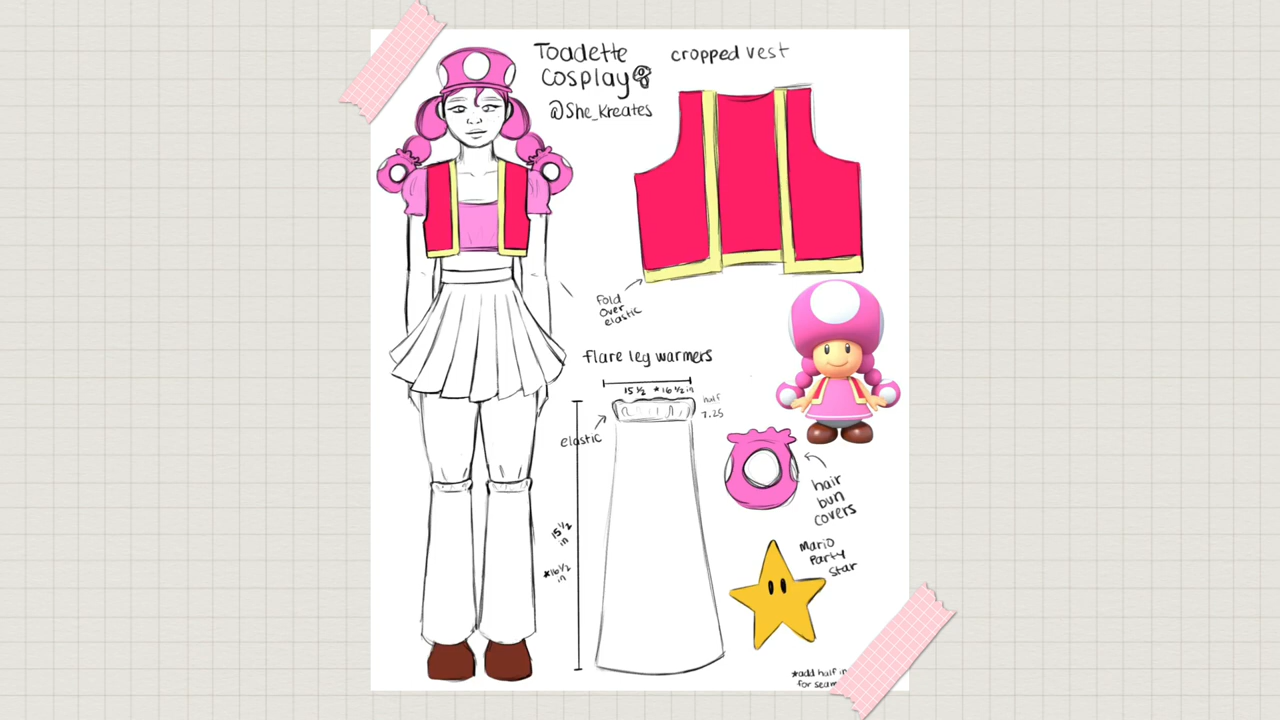 Toadette
cosplay
@She_Kreates
cropped vest
fold
over
elastic
flare leg warmers
15 ½ *16 ½ in
half
7.25
elastic
15 ½
in
*16 ½
in
hair
bun
covers
Mario
Party
Star
*add half in
for seam